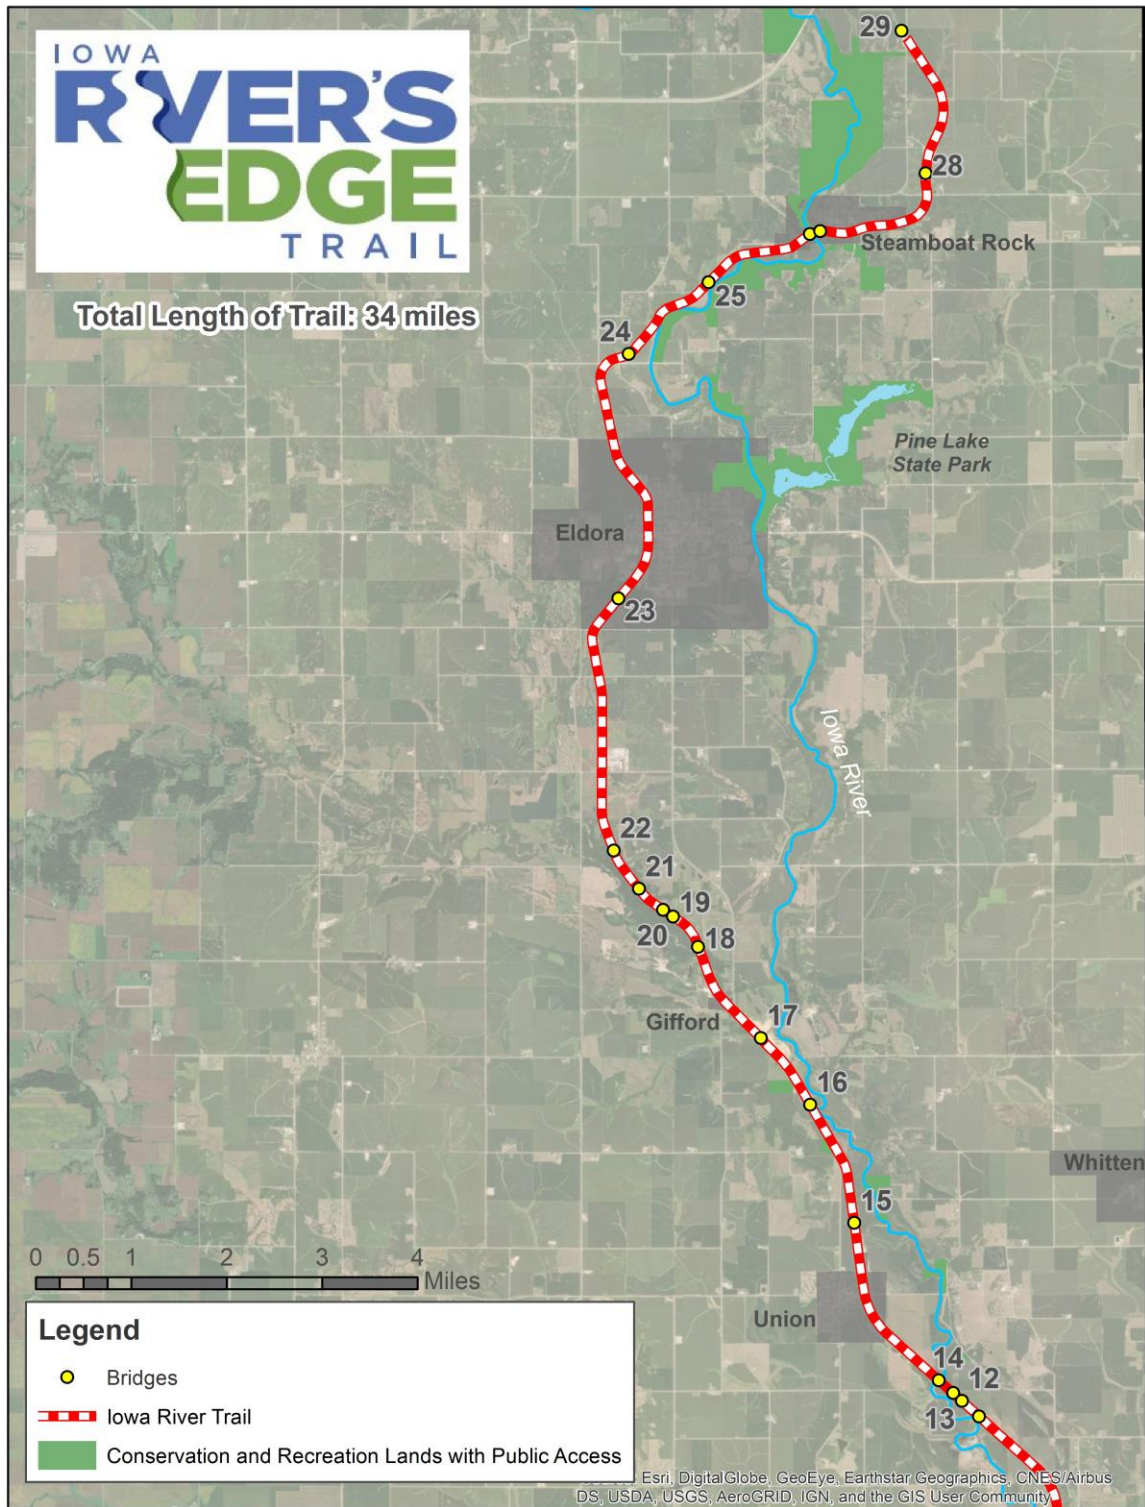 IOWA
RIVER'S
EDGE
TRAIL
Total Length of Trail: 34 miles
29
28
Steamboat Rock
25
24
Pine Lake
State Park
Eldora
23
Iowa River
22
21
19
20
18
Gifford
17
16
Whitten
15
Union
14
12
13
0 0.5 1 2 3 4
Miles
Legend
Bridges
Iowa River Trail
Conservation and Recreation Lands with Public Access
Esri, DigitalGlobe, GeoEye, Earthstar Geographics, CNES/Airbus
DS, USDA, USGS, AeroGRID, IGN, and the GIS User Community